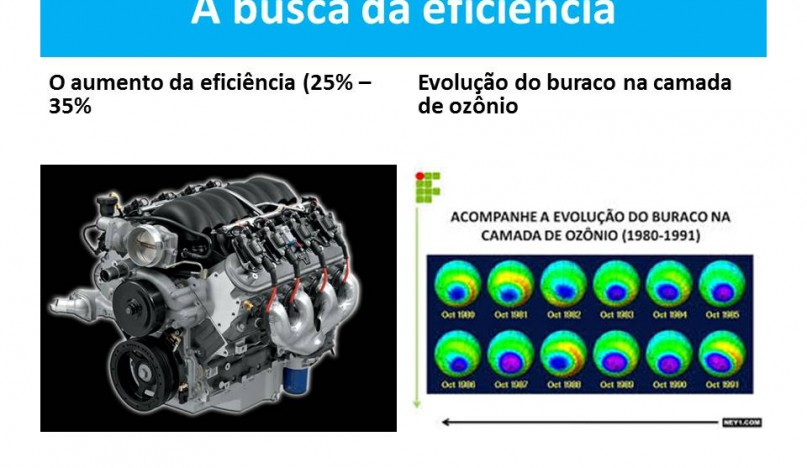 A busca da eficiência
O aumento da eficiência (25% –
35%
Evolução do buraco na camada
de ozônio
ACOMPANHE A EVOLUÇÃO DO BURACO NA
CAMADA DE OZÔNIO (1980-1991)
Oct 1980 Oct 1981 Oct 1982 Oct 1983 Oct 1984 Oct 1985
Oct 1986 Oct 1987 Oct 1988 Oct 1989 Oct 1990 Oct 1991
NEY1.COM